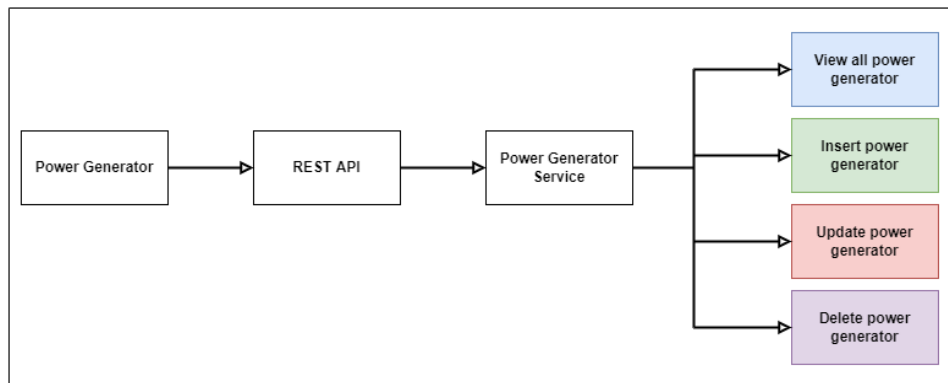 Power Generator
REST API
Power Generator
Service
View all power
generator
Insert power
generator
Update power
generator
Delete power
generator